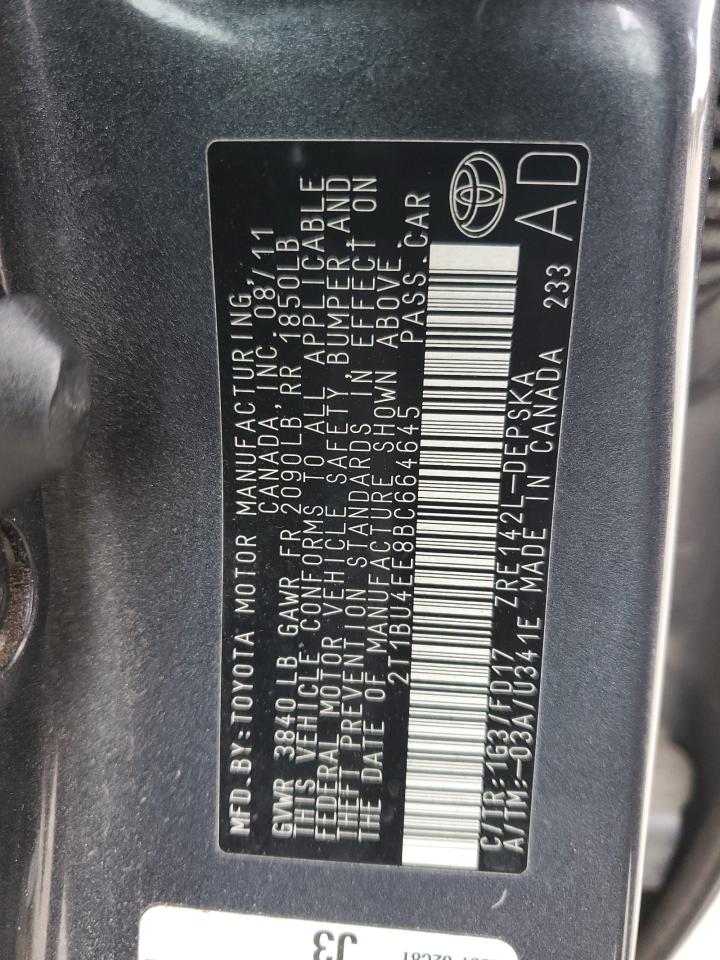 MFD.BY:TOYOTA MOTOR MANUFACTURING
CANADA, INC. 08/11
GVWR 3840LB GAWR FR 2090LB RR 1850LB
THIS VEHICLE CONFORMS TO ALL APPLICABLE
FEDERAL MOTOR VEHICLE SAFETY, BUMPER, AND
THEFT PREVENTION STANDARDS IN EFFECT ON
THE DATE OF MANUFACTURE SHOWN ABOVE.
2T1BU4EE8BC664645 PASS.CAR
C/TR:1G3/FD17 ZRE142L-DEPSKA
A/TM:-03A/U341E MADE IN CANADA 233
AD
J3